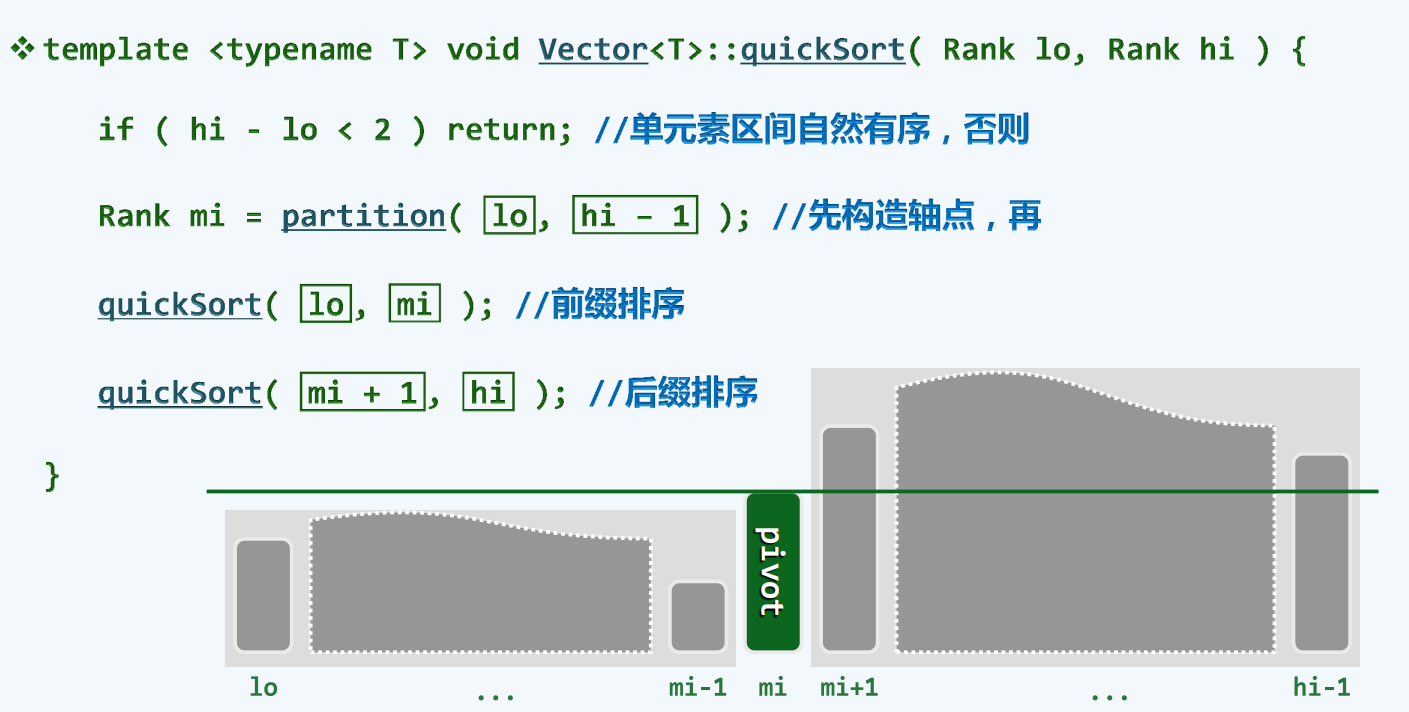 ❖ template <typename T> void Vector<T>::quickSort( Rank lo, Rank hi ) {
if ( hi - lo < 2 ) return; //单元素区间自然有序，否则
Rank mi = partition( lo, hi – 1 ); //先构造轴点，再
quickSort( lo, mi ); //前缀排序
quickSort( mi + 1, hi ); //后缀排序
}
pivot
lo ... mi-1 mi mi+1 ... hi-1